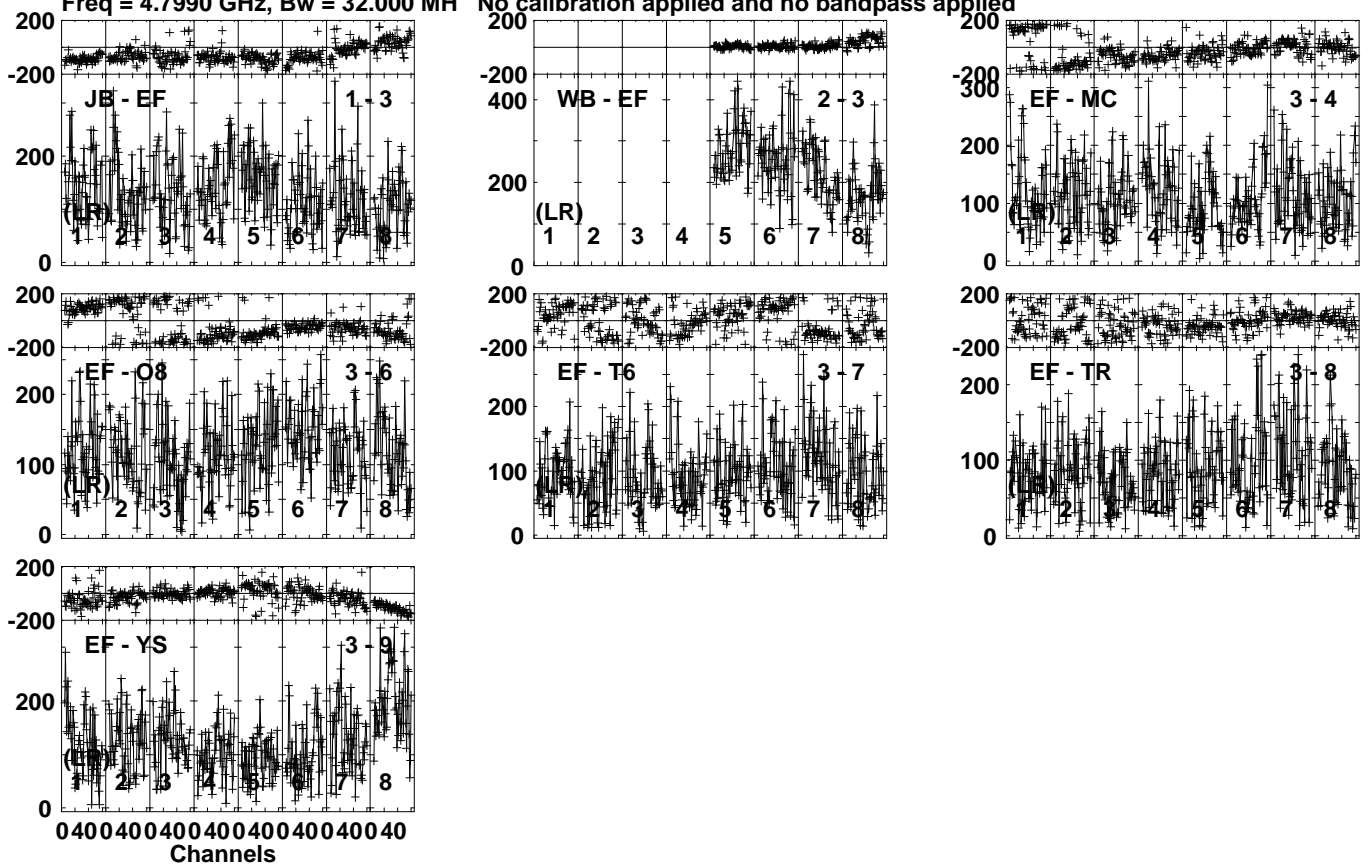 Freq = 4.7990 GHz, Bw = 32.000 MH No calibration applied and no bandpass applied
200
-200
JB - EF 1 - 3
200
0
(LR)
1 2 3 4 5 6 7 8
200
-200
WB - EF 2 - 3
400
200
0
(LR)
1 2 3 4 5 6 7 8
200
-200
EF - MC 3 - 4
300
200
100
0
(LR)
1 2 3 4 5 6 7 8
200
-200
EF - O8 3 - 6
200
100
0
(LR)
1 2 3 4 5 6 7 8
200
-200
EF - T6 3 - 7
200
100
0
(LR)
1 2 3 4 5 6 7 8
200
-200
EF - TR 3 - 8
200
100
0
(LR)
1 2 3 4 5 6 7 8
200
-200
EF - YS 3 - 9
200
0
(LR)
1 2 3 4 5 6 7 8
0 40 0 40 0 40 0 40 0 40 0 40 0 40 0 40
Channels